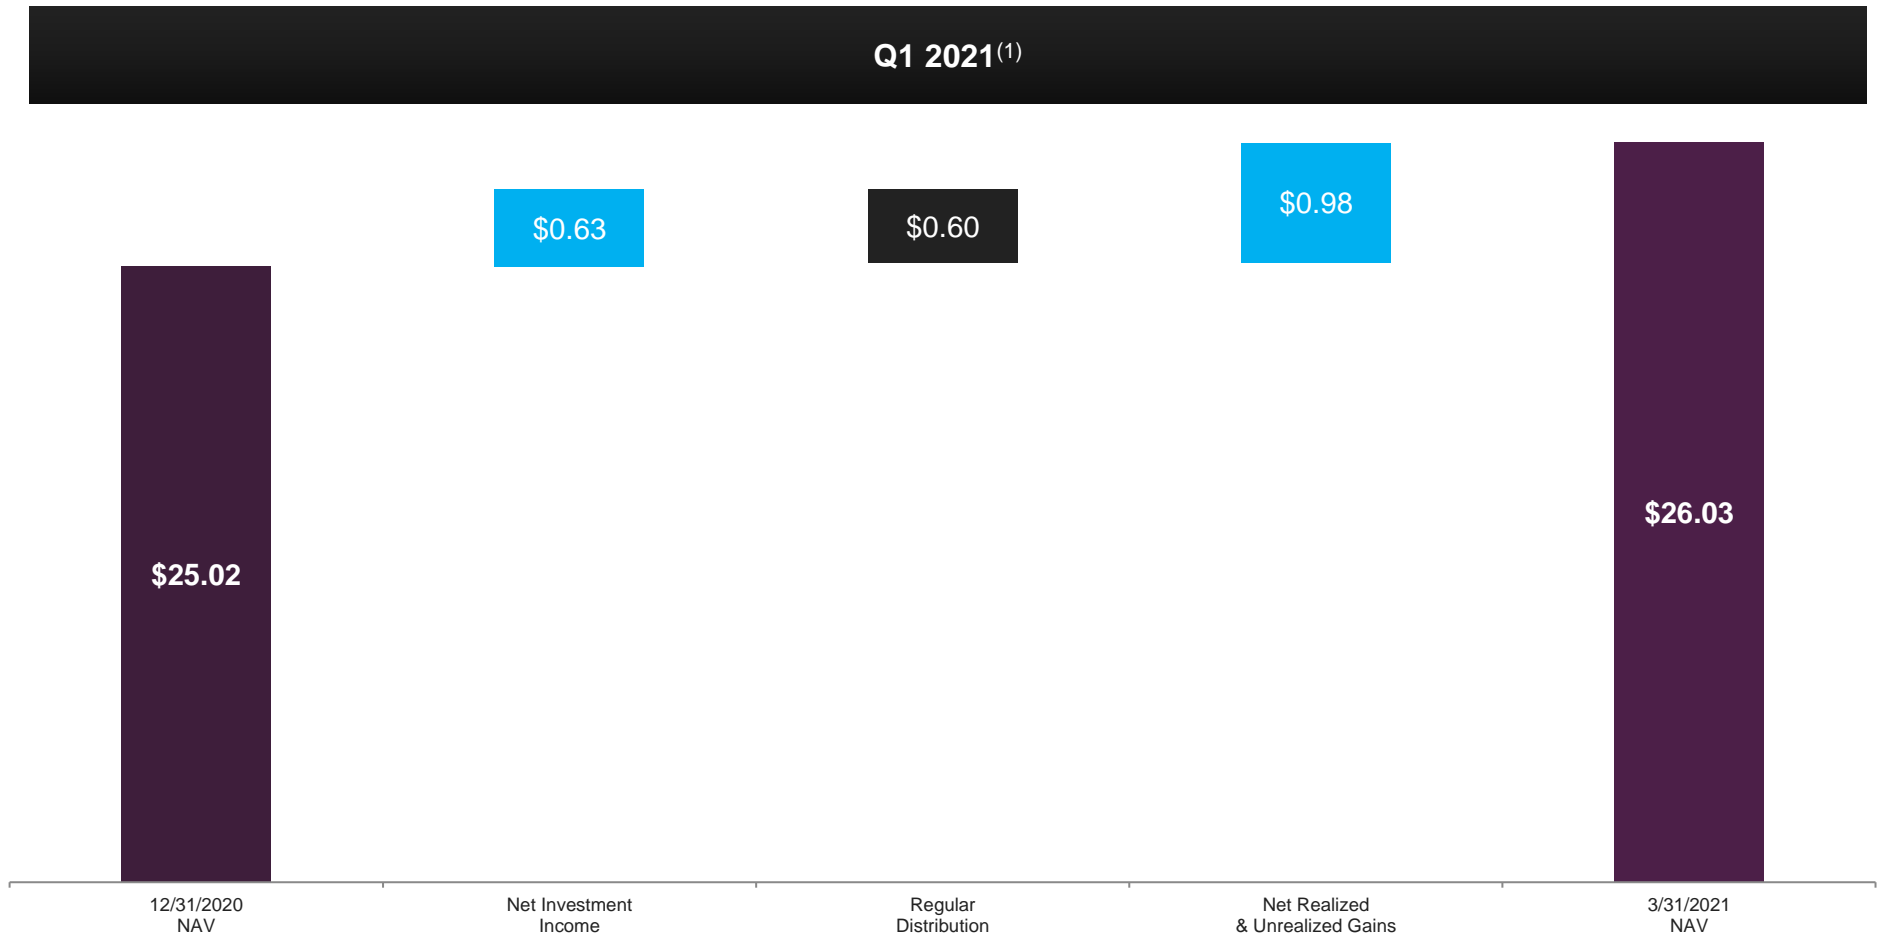 Q1 2021(1)
$0.63
$0.60
$0.98
$25.02
$26.03
12/31/2020
NAV
Net Investment
Income
Regular
Distribution
Net Realized
& Unrealized Gains
3/31/2021
NAV